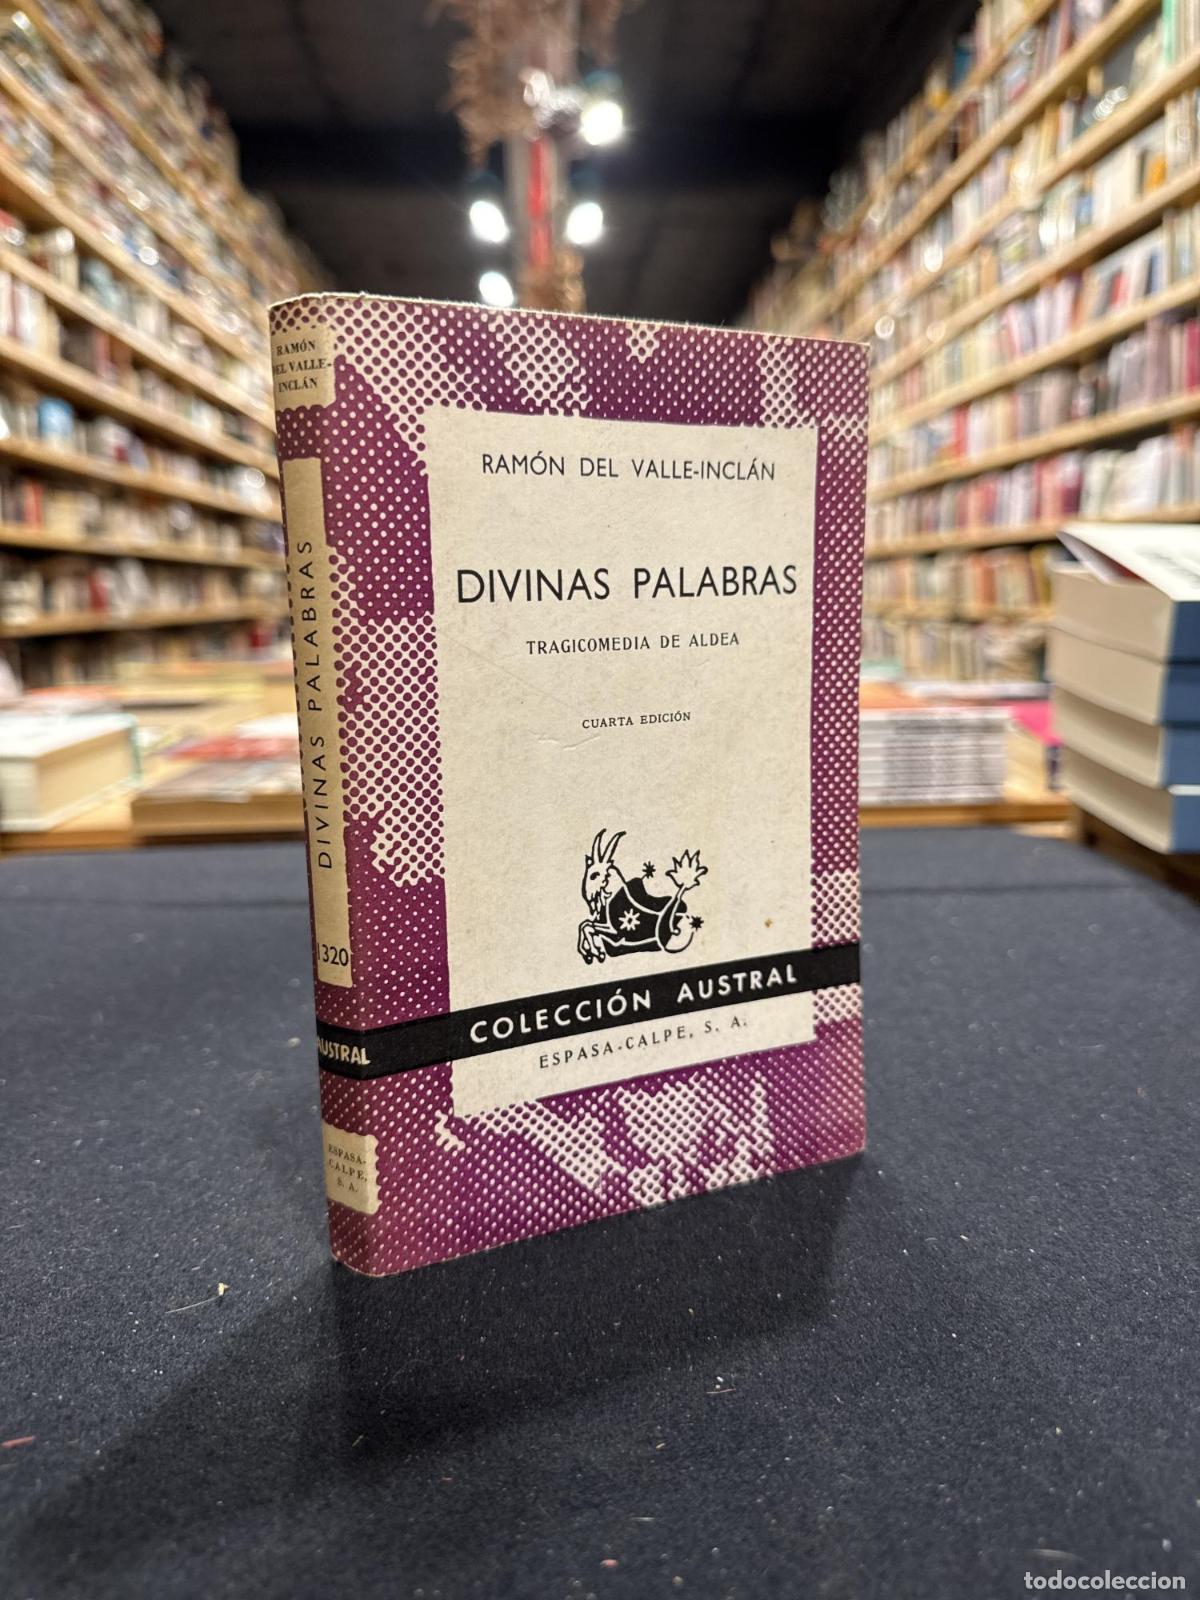 RAMÓN
DEL VALLE-
INCLÁN
DIVINAS PALABRAS
1320
AUSTRAL
ESPASA-
CALPE,
S. A.
RAMÓN DEL VALLE-INCLÁN
DIVINAS PALABRAS
TRAGICOMEDIA DE ALDEA
CUARTA EDICIÓN
COLECCIÓN AUSTRAL
ESPASA-CALPE, S. A.
todocoleccion